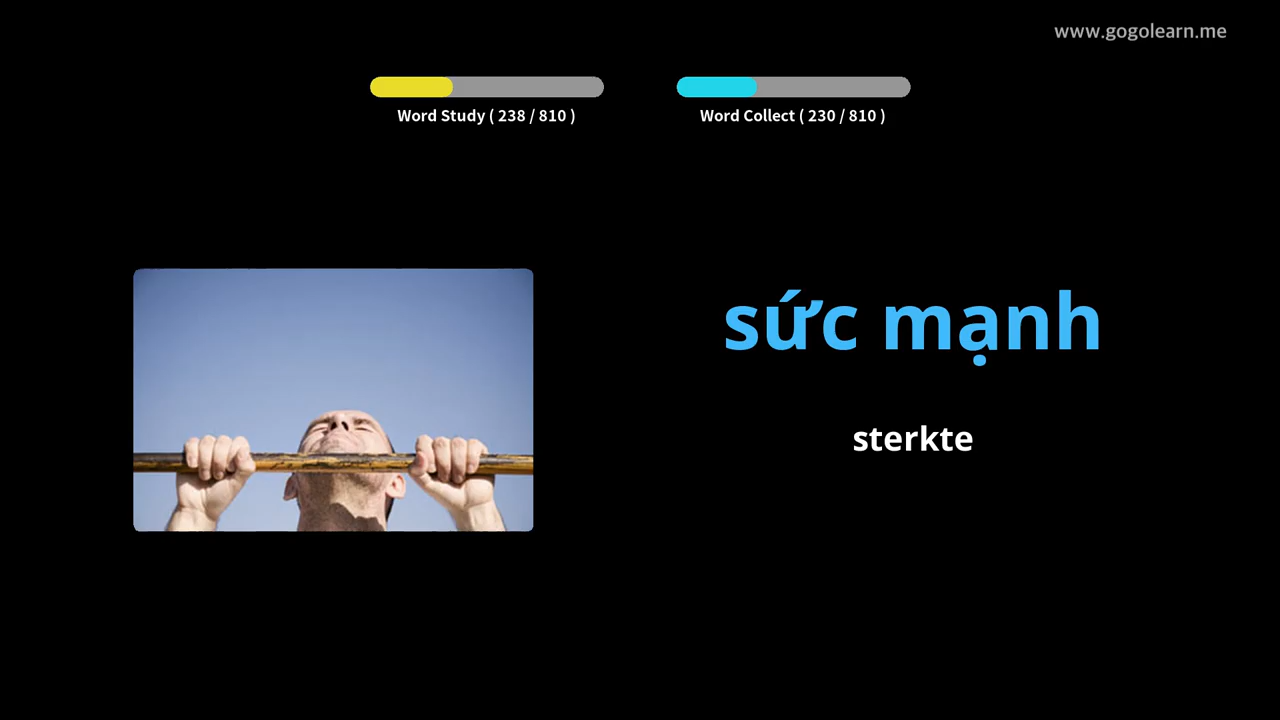 www.gogolearn.me
Word Study ( 238 / 810 )
Word Collect ( 230 / 810 )
sức mạnh
sterkte